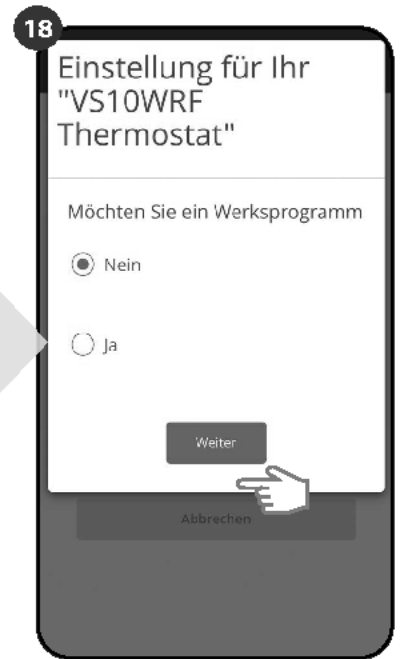 18
Einstellung für Ihr
"VS10WRF
Thermostat"
Möchten Sie ein Werksprogramm
Nein
Ja
Weiter
Abbrechen